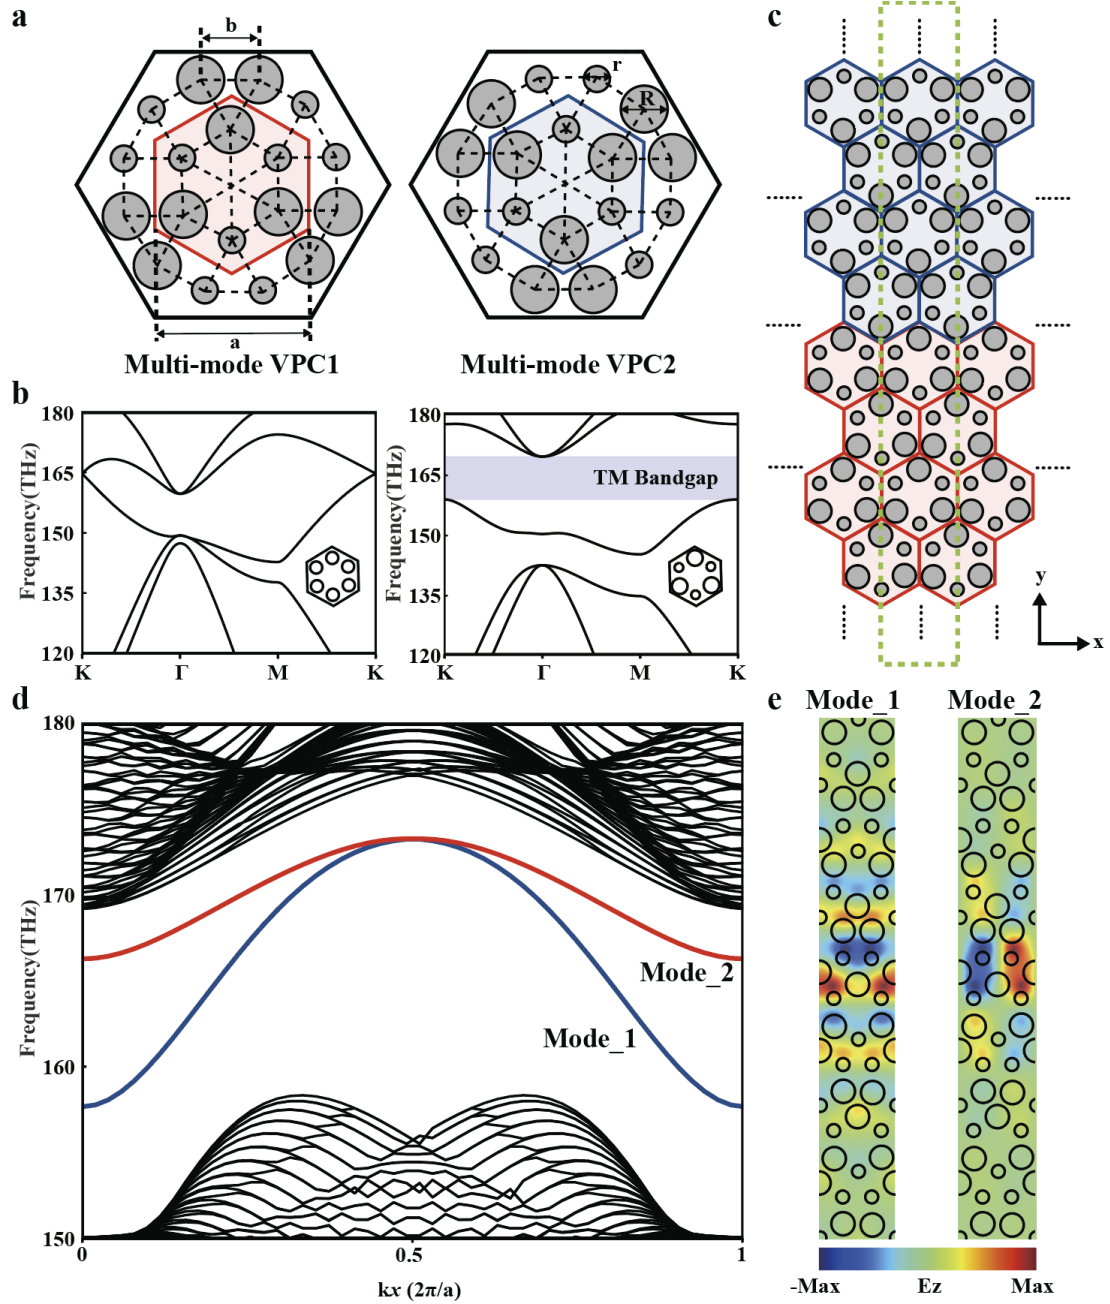 a
b
a
Multi-mode VPC1
r
R
Multi-mode VPC2
b
Frequency(THz)
180
165
150
135
120
K
Γ
M
K
Frequency(THz)
180
165
150
135
120
TM Bandgap
K
Γ
M
K
c
y
x
d
Frequency(THz)
180
170
160
150
Mode_2
Mode_1
0
0.5
1
kx (2π/a)
e
Mode_1
Mode_2
-Max
Ez
Max